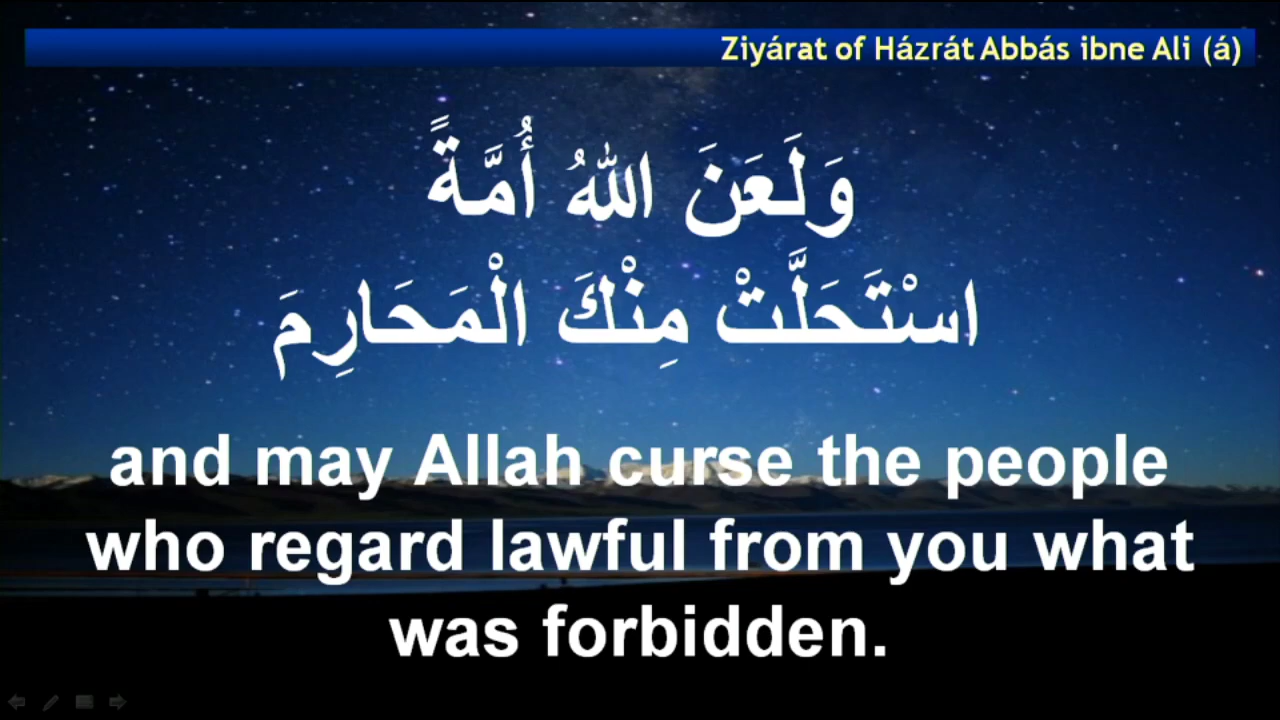 Ziyárat of Házrát Abbás ibne Ali (á)
وَلَعَنَ اللهُ أُمَّةً
اسْتَحَلَّتْ مِنْكَ الْمَحَارِمَ
and may Allah curse the people
who regard lawful from you what
was forbidden.